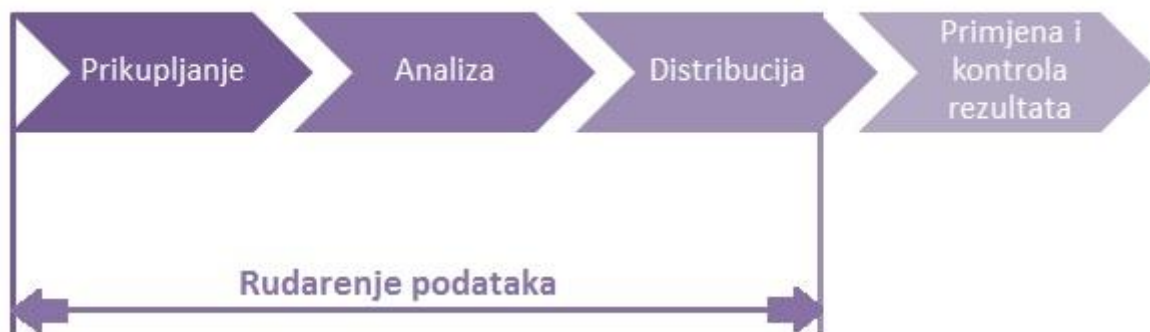 Prikupljanje
Analiza
Distribucija
Primjena i
kontrola
rezultata
Rudarenje podataka